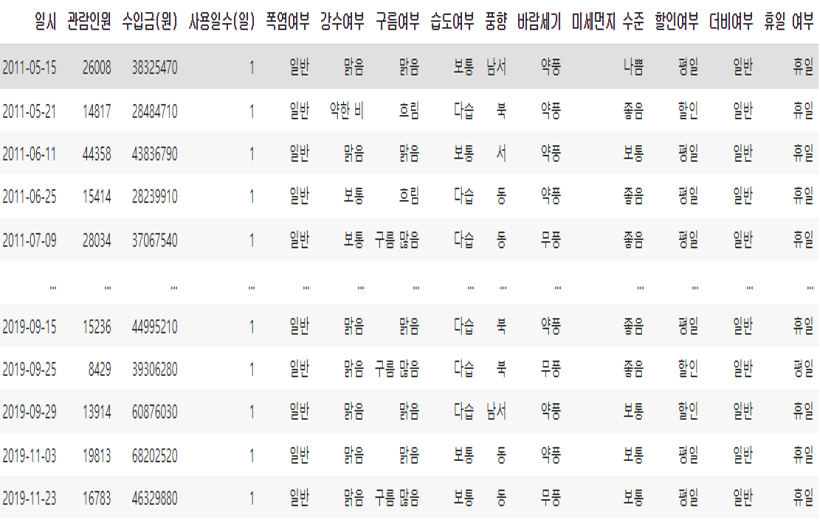 일시 관람인원 수입금(원) 사용일수(일) 폭염여부 강수여부 구름여부 습도여부 풍향 바람세기 미세먼지 수준 할인여부 더비여부 휴일 여부
2011-05-15 26008 38325470 1 일반 맑음 맑음 보통 남서 약풍 나쁨 평일 일반 휴일
2011-05-21 14817 28484710 1 일반 약한 비 흐림 다습 북 약풍 좋음 할인 일반 휴일
2011-06-11 44358 43836790 1 일반 맑음 맑음 보통 서 약풍 보통 평일 일반 휴일
2011-06-25 15414 28239910 1 일반 보통 흐림 다습 동 약풍 좋음 평일 일반 휴일
2011-07-09 28034 37067540 1 일반 보통 구름 많음 다습 동 무풍 좋음 평일 일반 휴일
... ... ... ... ... ... ... ... ... ... ... ... ... ...
2019-09-15 15236 44995210 1 일반 맑음 맑음 다습 북 약풍 좋음 평일 일반 휴일
2019-09-25 8429 39306280 1 일반 맑음 구름 많음 다습 북 무풍 좋음 할인 일반 평일
2019-09-29 13914 60876030 1 일반 맑음 맑음 다습 남서 약풍 보통 할인 일반 휴일
2019-11-03 19813 68202520 1 일반 맑음 맑음 보통 동 약풍 보통 평일 일반 휴일
2019-11-23 16783 46329880 1 일반 맑음 구름 많음 보통 동 무풍 보통 평일 일반 휴일